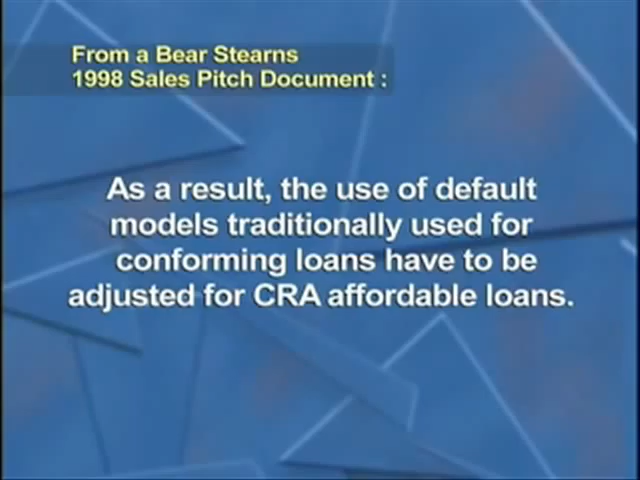 From a Bear Stearns
1998 Sales Pitch Document :
As a result, the use of default
models traditionally used for
conforming loans have to be
adjusted for CRA affordable loans.